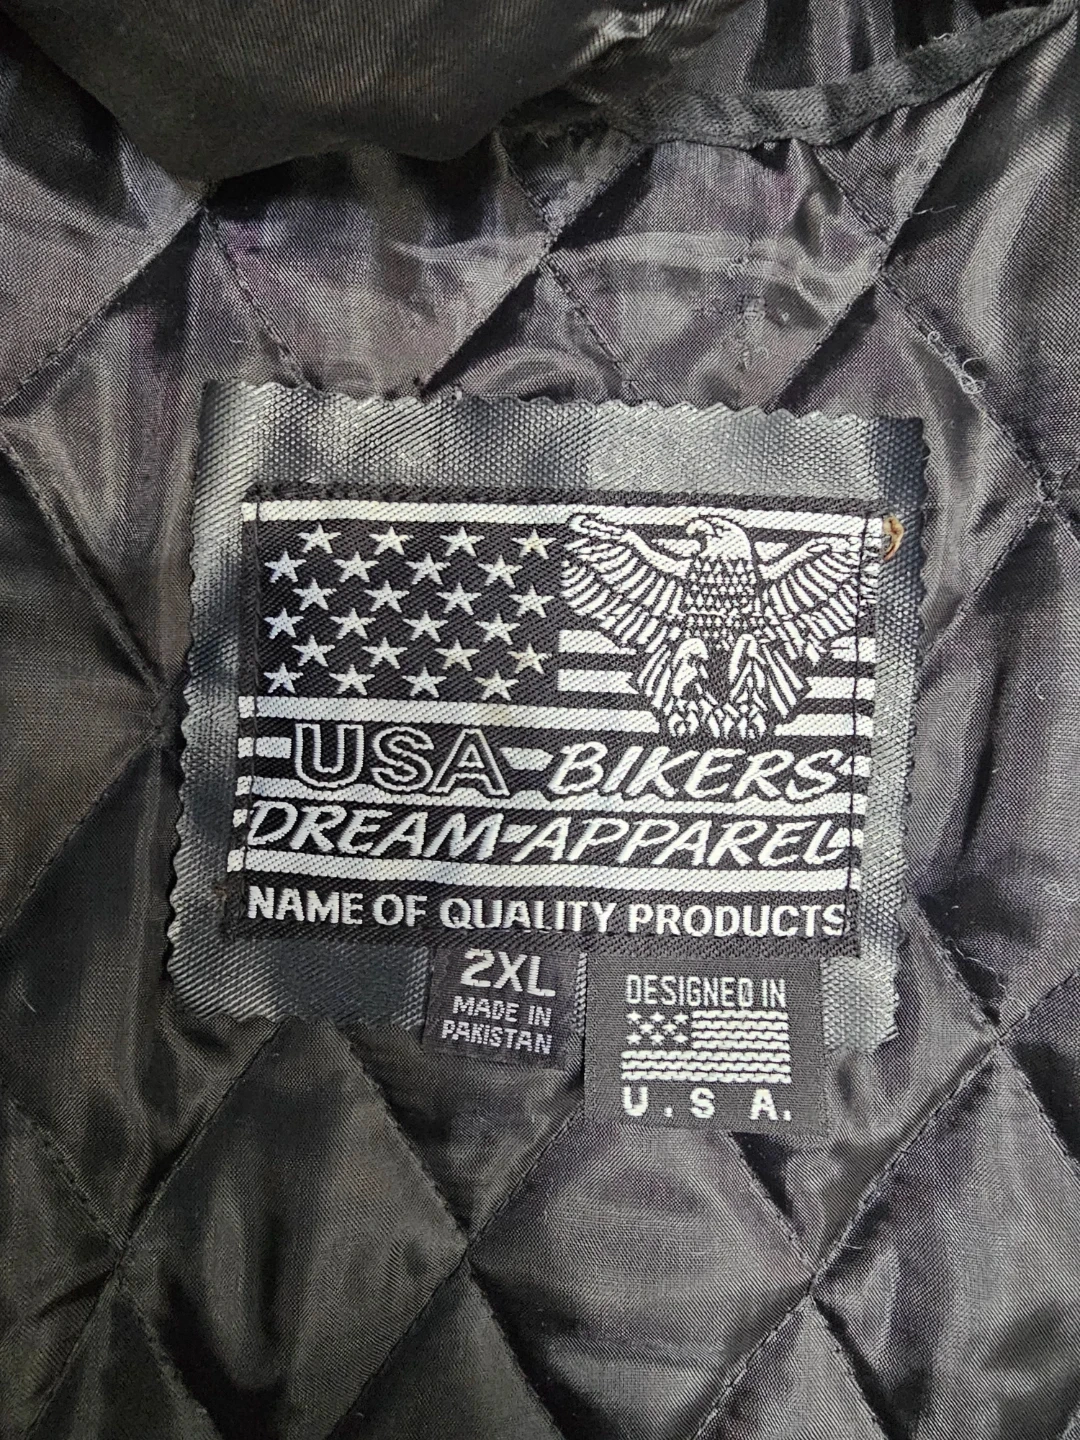 USA BIKERS
DREAM APPAREL
NAME OF QUALITY PRODUCTS
2XL
MADE IN
PAKISTAN
DESIGNED IN
U.S A.